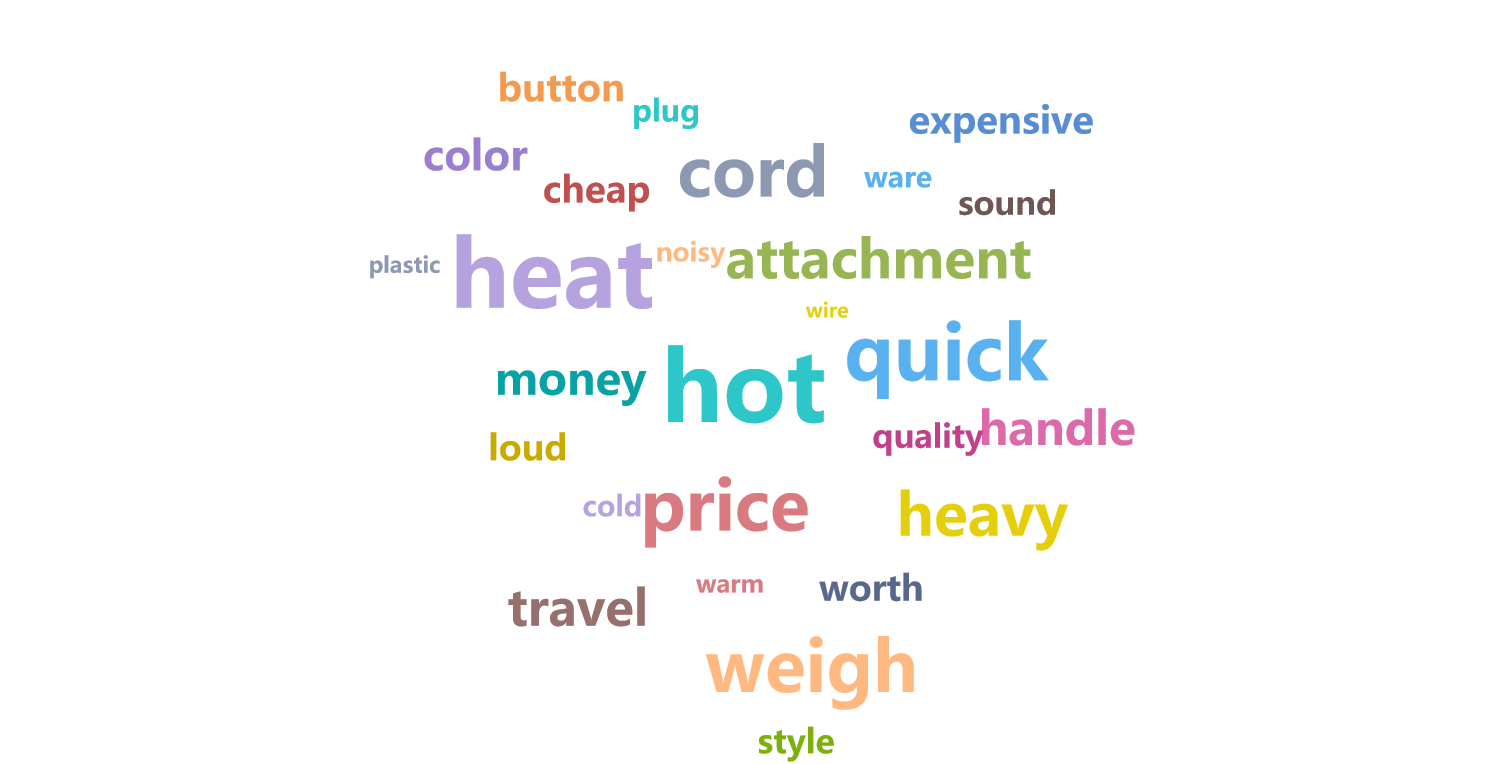 button
plug
expensive
color
cheap
cord
ware
sound
plastic
heat
noisy
attachment
wire
money
hot
quick
loud
quality
handle
cold
price
heavy
travel
warm
worth
weigh
style